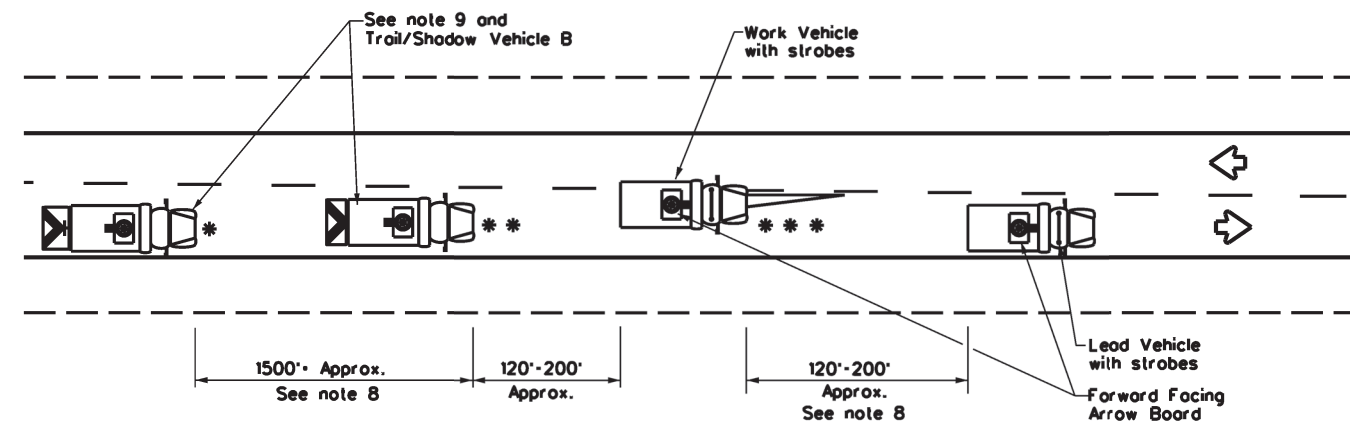 See note 9 and
Trail/Shadow Vehicle B
Work Vehicle
with strobes
1500'+ Approx.
See note 8
120'-200'
Approx.
120'-200'
Approx.
See note 8
Lead Vehicle
with strobes
Forward Facing
Arrow Board